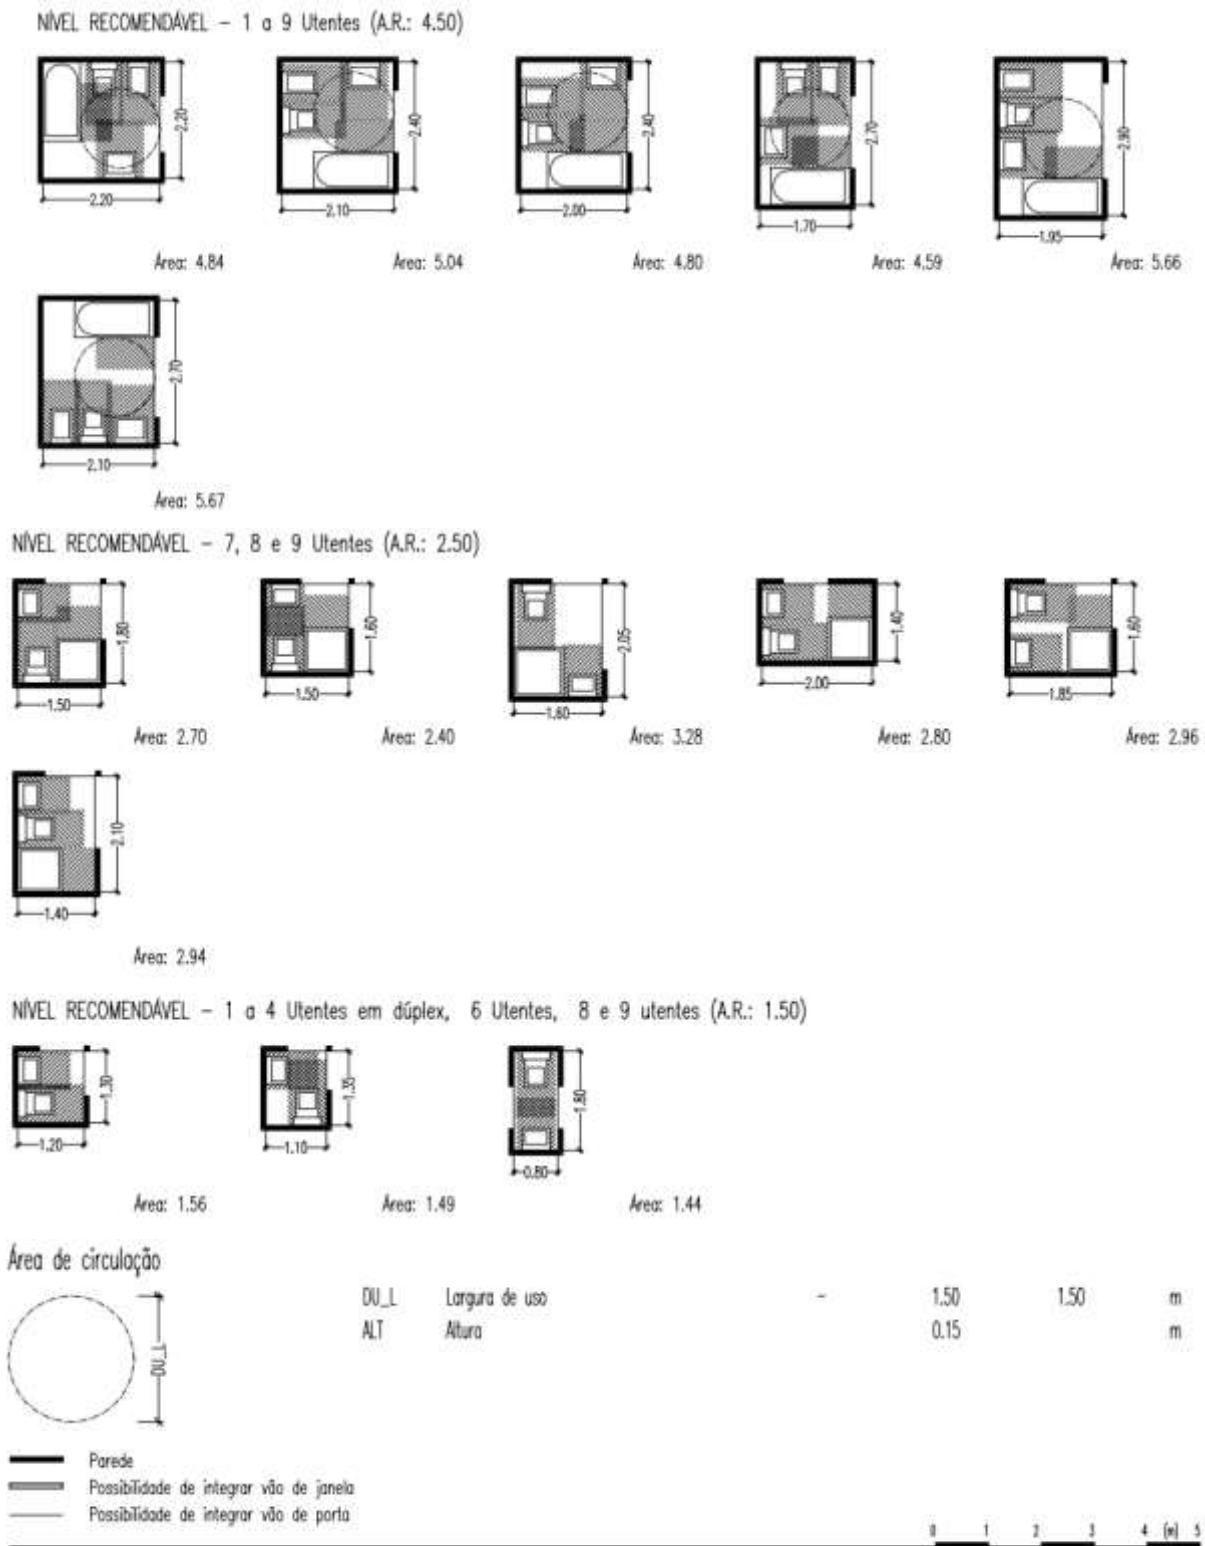 NÍVEL RECOMENDÁVEL – 1 a 9 Utentes (A.R.: 4.50)
2.20
2.40
2.40
2.70
2.90
2.20
2.10
2.00
1.70
1.95
Área: 4.84
Área: 5.04
Área: 4.80
Área: 4.59
Área: 5.66
2.70
2.10
Área: 5.67
NÍVEL RECOMENDÁVEL – 7, 8 e 9 Utentes (A.R.: 2.50)
1.80
1.60
2.05
1.40
1.60
1.50
1.50
1.60
2.00
1.85
Área: 2.70
Área: 2.40
Área: 3.28
Área: 2.80
Área: 2.96
2.10
1.40
Área: 2.94
NÍVEL RECOMENDÁVEL – 1 a 4 Utentes em dúplex, 6 Utentes, 8 e 9 utentes (A.R.: 1.50)
1.30
1.35
1.80
1.20
1.10
0.80
Área: 1.56
Área: 1.49
Área: 1.44
Área de circulação
DU_L
DU_L Largura de uso – 1.50 1.50 m
ALT Altura 0.15 m
Parede
Possibilidade de integrar vão de janela
Possibilidade de integrar vão de porta
0 1 2 3 4 (m) 5